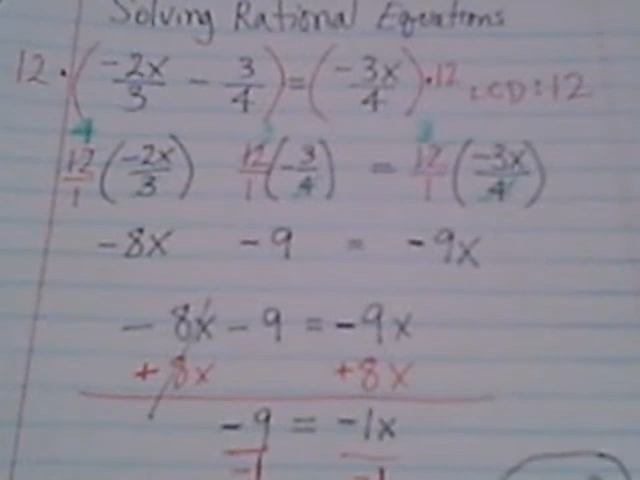 Solving Rational Equations
12 · (-2x/3 - 3/4) = (-3x/4) · 12 LCD: 12
4 3 3
12/1 (-2x/3) 12/1 (-3/4) = 12/1 (-3x/4)
-8x -9 = -9x
-8x - 9 = -9x
+8x +8x
-9 = -1x
-1 -1